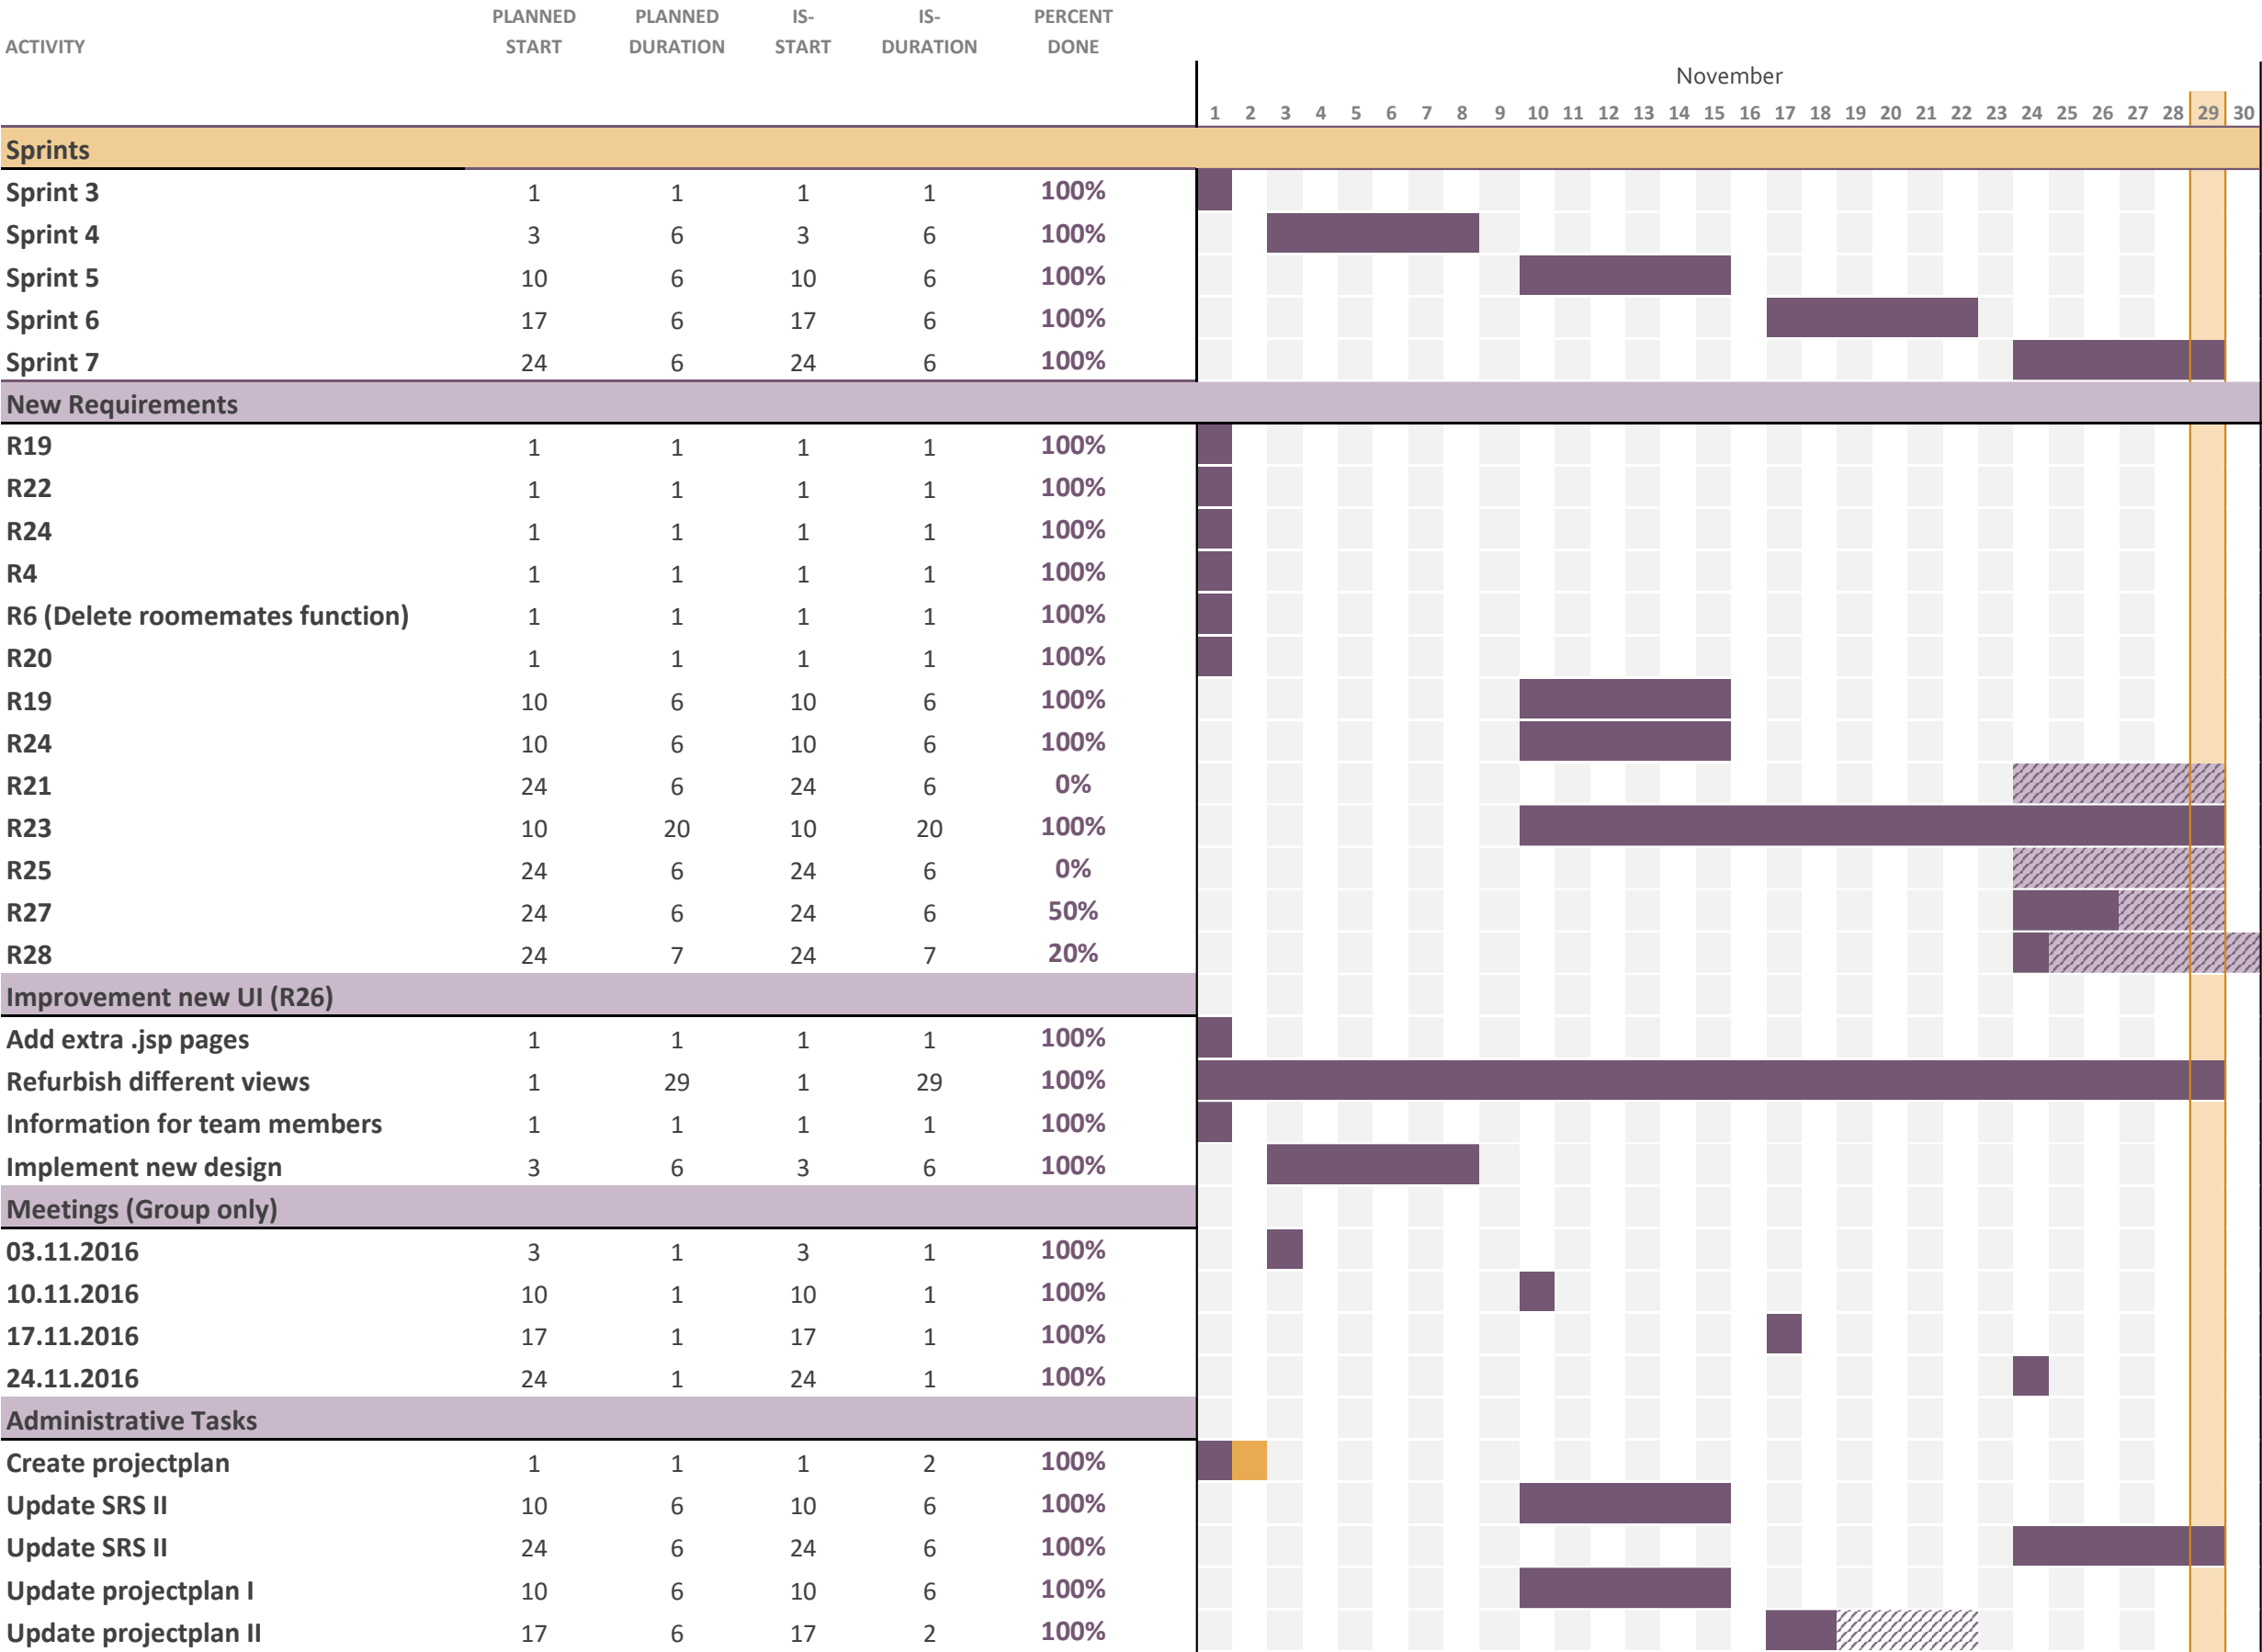 ACTIVITY PLANNED START PLANNED DURATION IS-START IS-DURATION PERCENT DONE
November
1 2 3 4 5 6 7 8 9 10 11 12 13 14 15 16 17 18 19 20 21 22 23 24 25 26 27 28 29 30
Sprints
Sprint 3 1 1 1 1 100%
Sprint 4 3 6 3 6 100%
Sprint 5 10 6 10 6 100%
Sprint 6 17 6 17 6 100%
Sprint 7 24 6 24 6 100%
New Requirements
R19 1 1 1 1 100%
R22 1 1 1 1 100%
R24 1 1 1 1 100%
R4 1 1 1 1 100%
R6 (Delete roomemates function) 1 1 1 1 100%
R20 1 1 1 1 100%
R19 10 6 10 6 100%
R24 10 6 10 6 100%
R21 24 6 24 6 0%
R23 10 20 10 20 100%
R25 24 6 24 6 0%
R27 24 6 24 6 50%
R28 24 7 24 7 20%
Improvement new UI (R26)
Add extra .jsp pages 1 1 1 1 100%
Refurbish different views 1 29 1 29 100%
Information for team members 1 1 1 1 100%
Implement new design 3 6 3 6 100%
Meetings (Group only)
03.11.2016 3 1 3 1 100%
10.11.2016 10 1 10 1 100%
17.11.2016 17 1 17 1 100%
24.11.2016 24 1 24 1 100%
Administrative Tasks
Create projectplan 1 1 1 2 100%
Update SRS II 10 6 10 6 100%
Update SRS II 24 6 24 6 100%
Update projectplan I 10 6 10 6 100%
Update projectplan II 17 6 17 2 100%